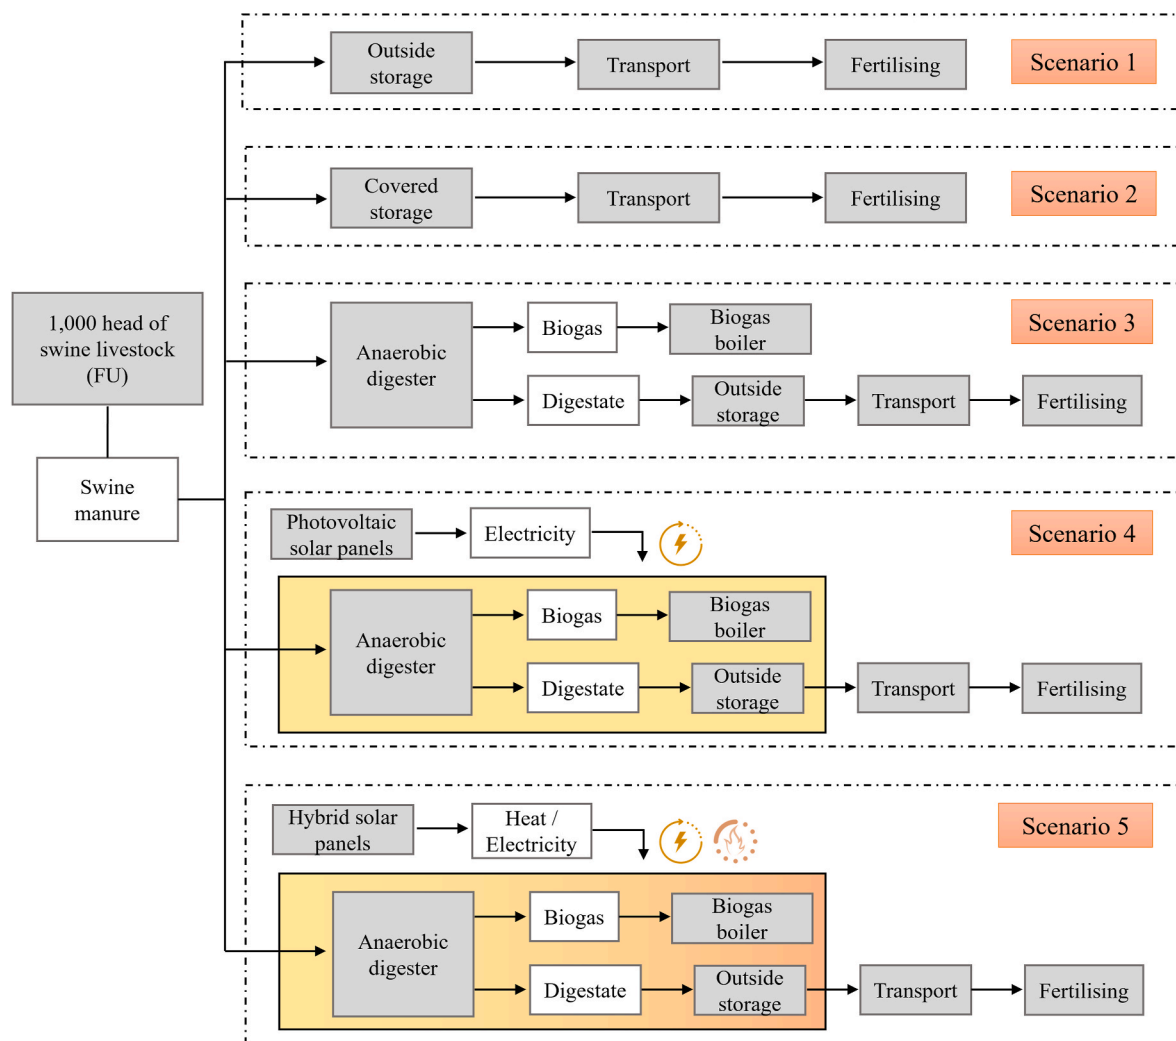 Outside
storage
Transport
Fertilising
Scenario 1
Covered
storage
Transport
Fertilising
Scenario 2
1,000 head of
swine livestock
(FU)
Swine
manure
Anaerobic
digester
Biogas
Biogas
boiler
Scenario 3
Digestate
Outside
storage
Transport
Fertilising
Photovoltaic
solar panels
Electricity
Scenario 4
Anaerobic
digester
Biogas
Biogas
boiler
Digestate
Outside
storage
Transport
Fertilising
Hybrid solar
panels
Heat /
Electricity
Scenario 5
Anaerobic
digester
Biogas
Biogas
boiler
Digestate
Outside
storage
Transport
Fertilising